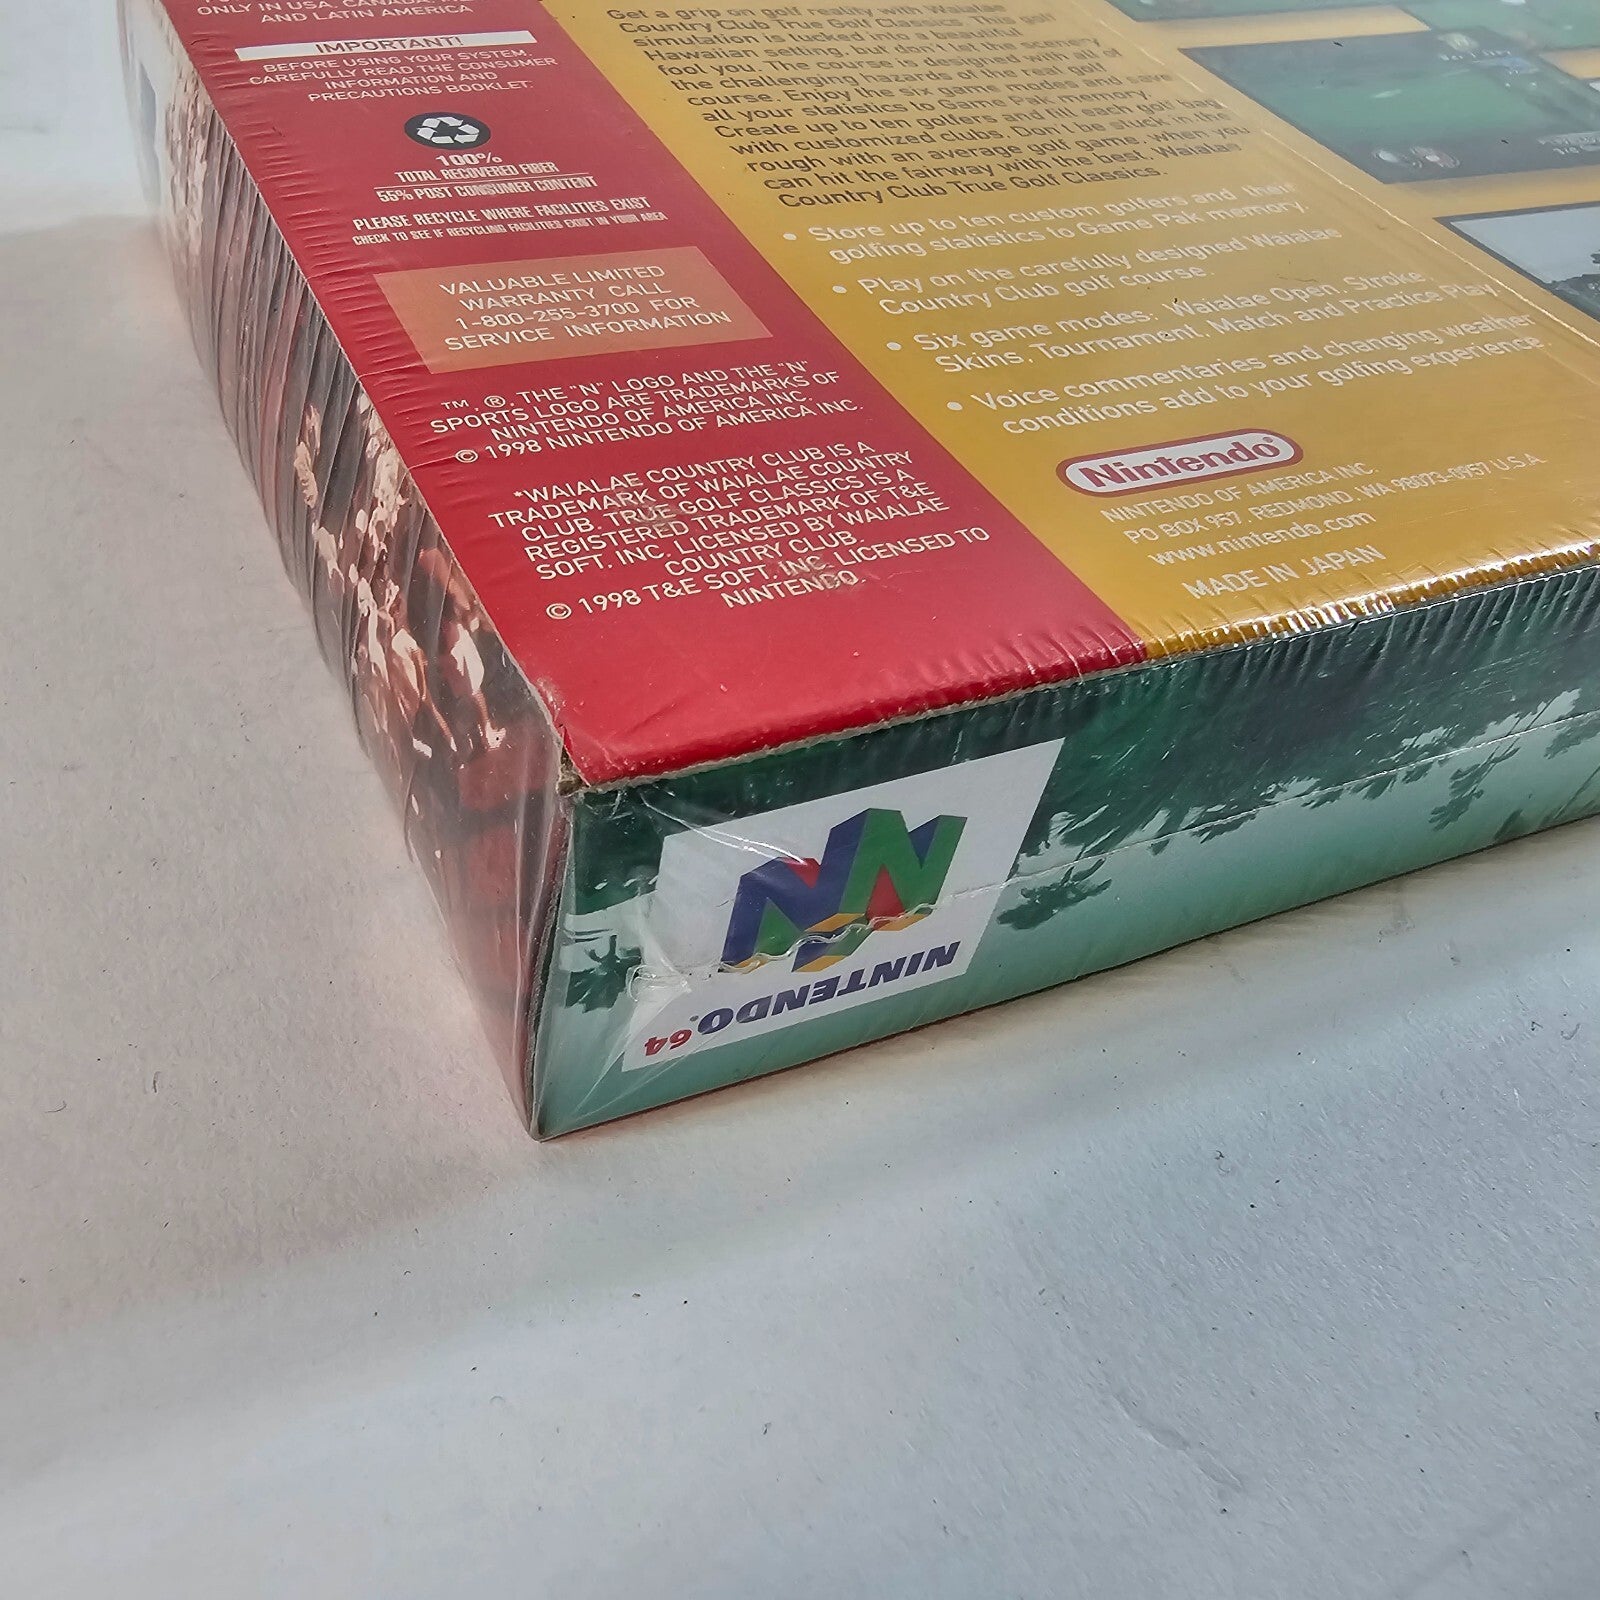 ONLY IN USA, CANADA,
AND LATIN AMERICA
IMPORTANT!
BEFORE USING YOUR SYSTEM,
CAREFULLY READ THE CONSUMER
INFORMATION AND
PRECAUTIONS BOOKLET.
100%
TOTAL RECOVERED FIBER
55% POST CONSUMER CONTENT
PLEASE RECYCLE WHERE FACILITIES EXIST
CHECK TO SEE IF RECYCLING FACILITIES EXIST IN YOUR AREA
VALUABLE LIMITED
WARRANTY CALL
1-800-255-3700 FOR
SERVICE INFORMATION
™, ®, THE "N" LOGO AND THE "N"
SPORTS LOGO ARE TRADEMARKS OF
NINTENDO OF AMERICA INC.
© 1998 NINTENDO OF AMERICA INC.
*WAIALAE COUNTRY CLUB IS A
TRADEMARK OF WAIALAE COUNTRY
CLUB. TRUE GOLF CLASSICS IS A
REGISTERED TRADEMARK OF T&E
SOFT, INC. LICENSED BY WAIALAE
COUNTRY CLUB.
© 1998 T&E SOFT, INC. LICENSED TO
NINTENDO.
Get a grip on golf reality with Waialae
Country Club True Golf Classics. This golf
simulation is tucked into a beautiful
Hawaiian setting, but don't let the scenery
fool you. The course is designed with all of
the challenging hazards of the real golf
course. Enjoy the six game modes and save
all your statistics to Game Pak memory.
Create up to ten golfers and fill each golf bag
with customized clubs. Don't be stuck in the
rough with an average golf game, when you
can hit the fairway with the best. Waialae
Country Club True Golf Classics.
• Store up to ten custom golfers and their
golfing statistics to Game Pak memory.
• Play on the carefully designed Waialae
Country Club golf course.
• Six game modes: Waialae Open, Stroke,
Skins, Tournament, Match and Practice Play.
• Voice commentaries and changing weather
conditions add to your golfing experience.
Nintendo®
NINTENDO OF AMERICA INC.
PO BOX 957, REDMOND, WA 98073-0957 U.S.A.
www.nintendo.com
MADE IN JAPAN
NINTENDO64